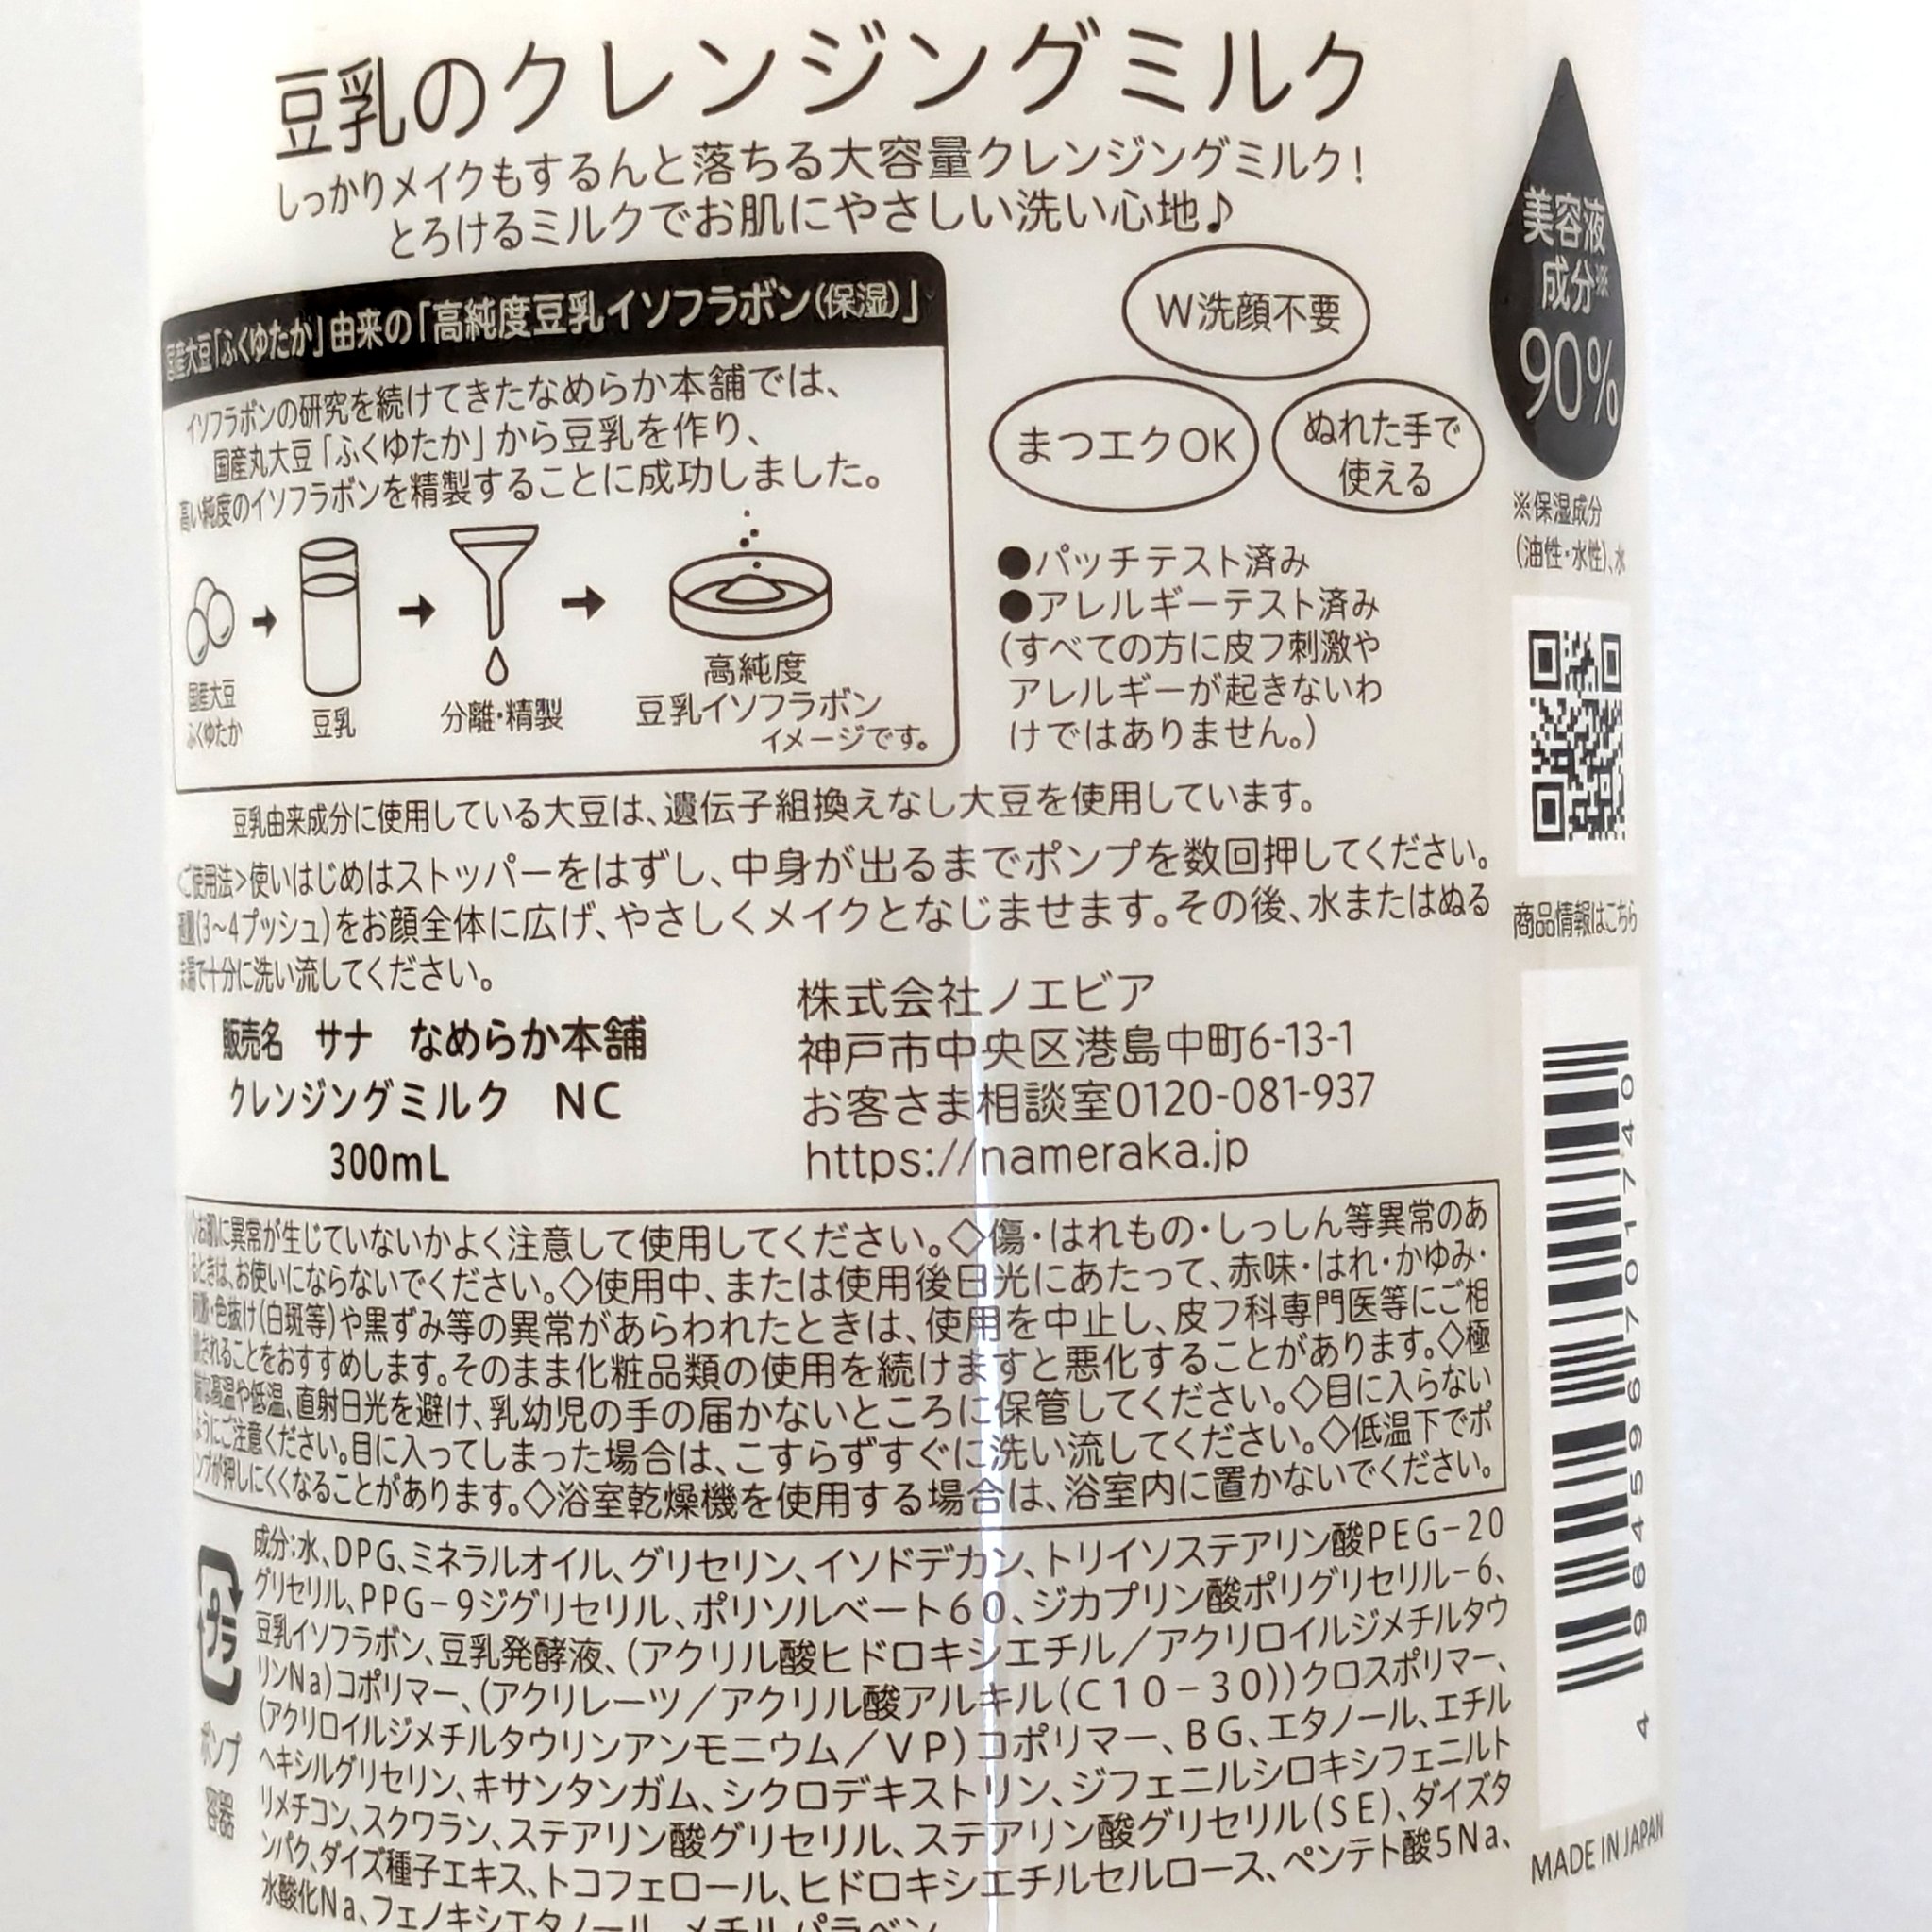 豆乳のクレンジングミルク
しっかりメイクもするんと落ちる大容量クレンジングミルク!
とろけるミルクでお肌にやさしい洗い心地♪
国産大豆「ふくゆたか」由来の「高純度豆乳イソフラボン(保湿)」
イソフラボンの研究を続けてきたなめらか本舗では、
国産丸大豆「ふくゆたか」から豆乳を作り、
高い純度のイソフラボンを精製することに成功しました。
国産大豆
ふくゆたか
豆乳
分離・精製
高純度
豆乳イソフラボン
イメージです。
W洗顔不要
まつエクOK
ぬれた手で
使える
●パッチテスト済み
●アレルギーテスト済み
(すべての方に皮フ刺激や
アレルギーが起きないわ
けではありません。)
美容液
成分※
90%
※保湿成分
(油性・水性)、水
商品情報はこちら
豆乳由来成分に使用している大豆は、遺伝子組換えなし大豆を使用しています。
<ご使用法>使いはじめはストッパーをはずし、中身が出るまでポンプを数回押してください。
適量(3~4プッシュ)をお顔全体に広げ、やさしくメイクとなじませます。その後、水またはぬる
ま湯で十分に洗い流してください。
販売名 サナ なめらか本舗
クレンジングミルク NC
300mL
株式会社ノエビア
神戸市中央区港島中町6-13-1
お客さま相談室0120-081-937
https://nameraka.jp
◇お肌に異常が生じていないかよく注意して使用してください。◇傷・はれもの・しっしん等異常のあ
るときは、お使いにならないでください。◇使用中、または使用後日光にあたって、赤味・はれ・かゆみ・
刺激・色抜け(白斑等)や黒ずみ等の異常があらわれたときは、使用を中止し、皮フ科専門医等にご相
談されることをおすすめします。そのまま化粧品類の使用を続けますと悪化することがあります。◇極
端な高温や低温、直射日光を避け、乳幼児の手の届かないところに保管してください。◇目に入らない
ようにご注意ください。目に入ってしまった場合は、こすらずすぐに洗い流してください。◇低温下でポ
ンプが押しにくくなることがあります。◇浴室乾燥機を使用する場合は、浴室内に置かないでください。
プラ
ポンプ
容器
成分:水、DPG、ミネラルオイル、グリセリン、イソドデカン、トリイソステアリン酸PEG-20
グリセリル、PPG-9ジグリセリル、ポリソルベート60、ジカプリン酸ポリグリセリル-6、
豆乳イソフラボン、豆乳発酵液、(アクリル酸ヒドロキシエチル/アクリロイルジメチルタウ
リンNa)コポリマー、(アクリレーツ/アクリル酸アルキル(C10-30))クロスポリマー、
(アクリロイルジメチルタウリンアンモニウム/VP)コポリマー、BG、エタノール、エチル
ヘキシルグリセリン、キサンタンガム、シクロデキストリン、ジフェニルシロキシフェニルト
リメチコン、スクワラン、ステアリン酸グリセリル、ステアリン酸グリセリル(SE)、ダイズタ
ンパク、ダイズ種子エキス、トコフェロール、ヒドロキシエチルセルロース、ペンテト酸5Na、
水酸化Na、フェノキシエタノール、メチルパラベン
4964596701740
MADE IN JAPAN